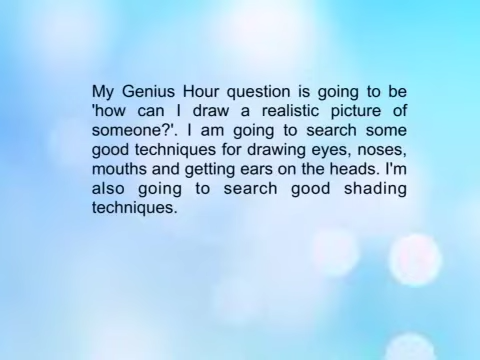 My Genius Hour question is going to be
'how can I draw a realistic picture of
someone?'. I am going to search some
good techniques for drawing eyes, noses,
mouths and getting ears on the heads. I'm
also going to search good shading
techniques.